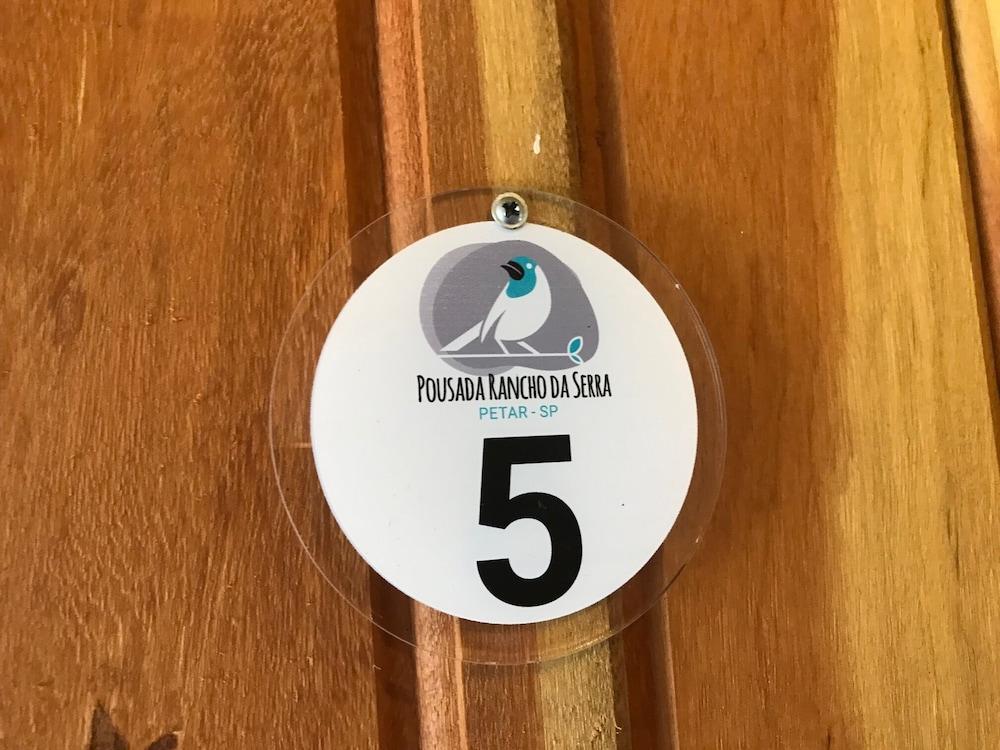 Pousada Rancho da Serra
PETAR - SP
5